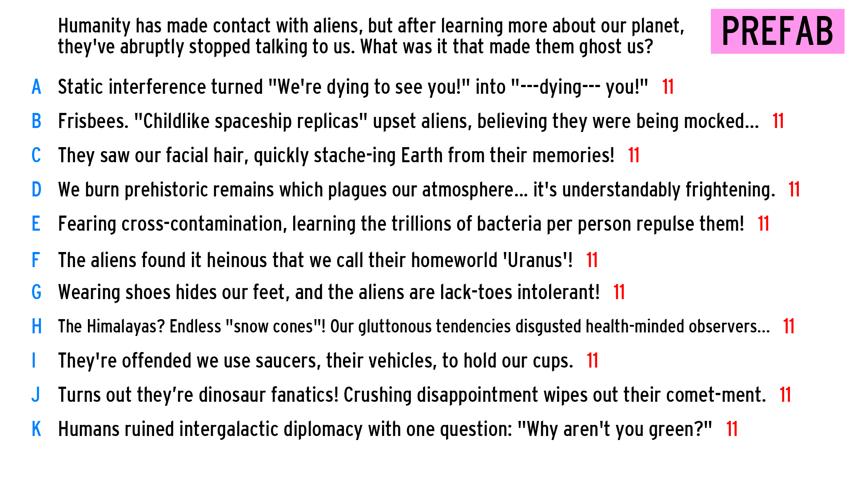 Humanity has made contact with aliens, but after learning more about our planet,
they've abruptly stopped talking to us. What was it that made them ghost us?
PREFAB
A Static interference turned "We're dying to see you!" into "---dying--- you!" 11
B Frisbees. "Childlike spaceship replicas" upset aliens, believing they were being mocked... 11
C They saw our facial hair, quickly stache-ing Earth from their memories! 11
D We burn prehistoric remains which plagues our atmosphere... it's understandably frightening. 11
E Fearing cross-contamination, learning the trillions of bacteria per person repulse them! 11
F The aliens found it heinous that we call their homeworld 'Uranus'! 11
G Wearing shoes hides our feet, and the aliens are lack-toes intolerant! 11
H The Himalayas? Endless "snow cones"! Our gluttonous tendencies disgusted health-minded observers... 11
I They're offended we use saucers, their vehicles, to hold our cups. 11
J Turns out they’re dinosaur fanatics! Crushing disappointment wipes out their comet-ment. 11
K Humans ruined intergalactic diplomacy with one question: "Why aren't you green?" 11